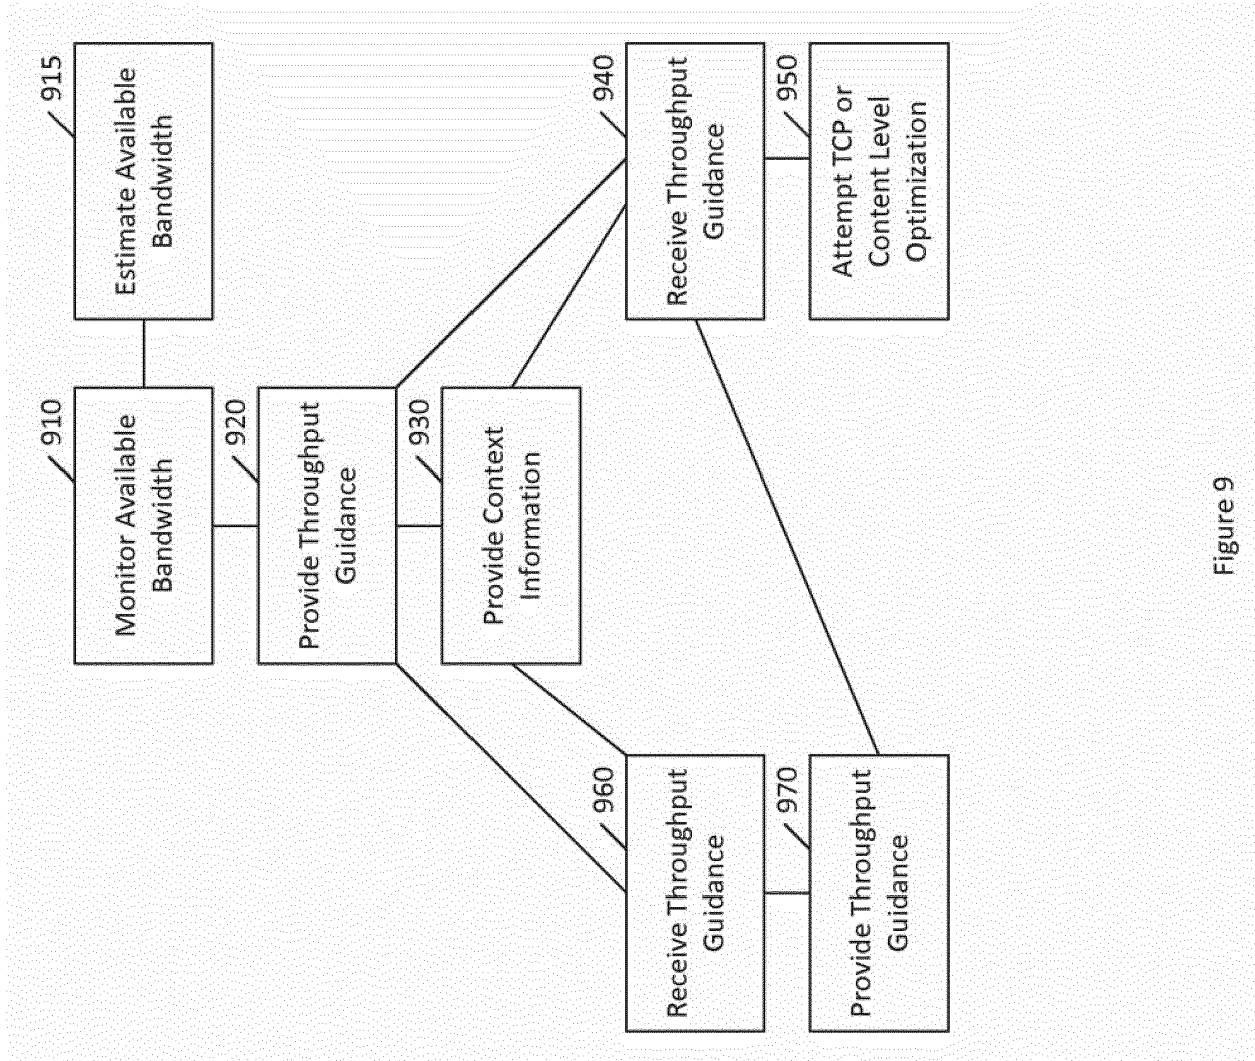 910
Monitor Available
Bandwidth
915
Estimate Available
Bandwidth
920
Provide Throughput
Guidance
930
Provide Context
Information
960
Receive Throughput
Guidance
940
Receive Throughput
Guidance
970
Provide Throughput
Guidance
950
Attempt TCP or
Content Level
Optimization
Figure 9